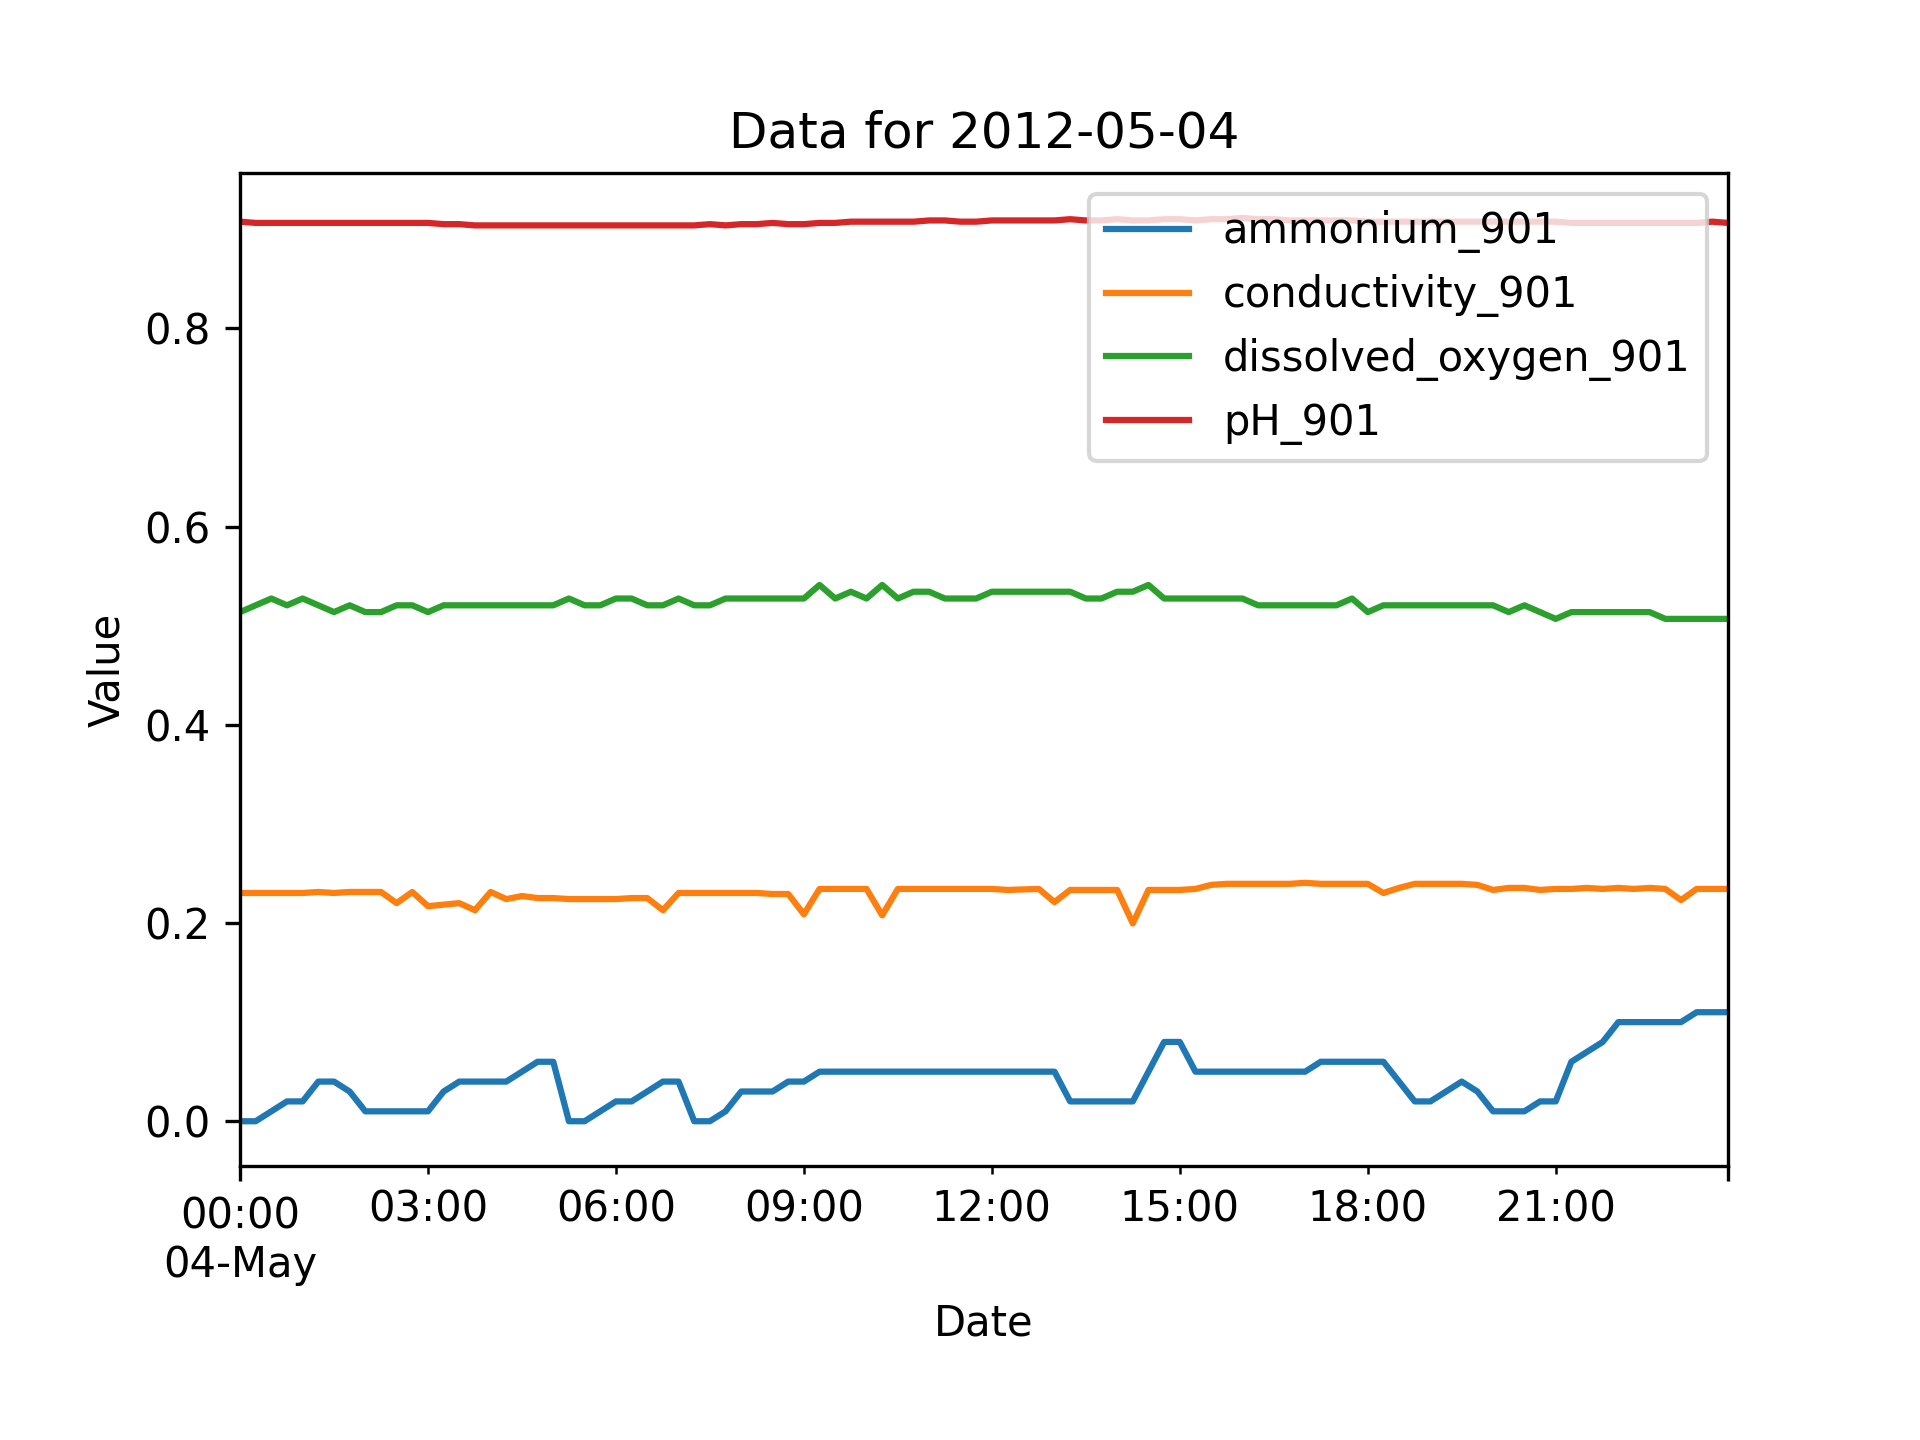 Data for 2012-05-04
ammonium_901
conductivity_901
dissolved_oxygen_901
pH_901
0.8
0.6
0.4
0.2
0.0
Value
00:00 03:00 06:00 09:00 12:00 15:00 18:00 21:00
04-May
Date